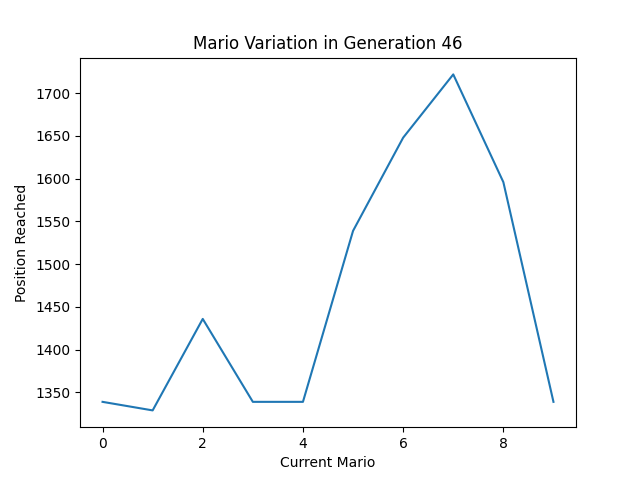 Mario Variation in Generation 46
1700
1650
1600
1550
1500
1450
1400
1350
Position Reached
0 2 4 6 8
Current Mario